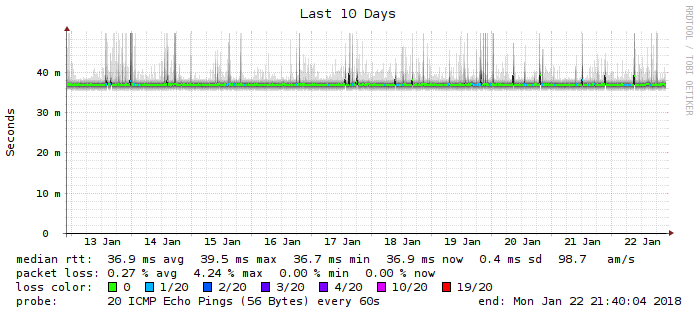 Last 10 Days
RRDTOOL / TOBI OETIKER
Seconds
40 m
30 m
20 m
10 m
0
13 Jan 14 Jan 15 Jan 16 Jan 17 Jan 18 Jan 19 Jan 20 Jan 21 Jan 22 Jan
median rtt: 36.9 ms avg 39.5 ms max 36.7 ms min 36.9 ms now 0.4 ms sd 98.7 am/s
packet loss: 0.27 % avg 4.24 % max 0.00 % min 0.00 % now
loss color: 0 1/20 2/20 3/20 4/20 10/20 19/20
probe: 20 ICMP Echo Pings (56 Bytes) every 60s end: Mon Jan 22 21:40:04 2018